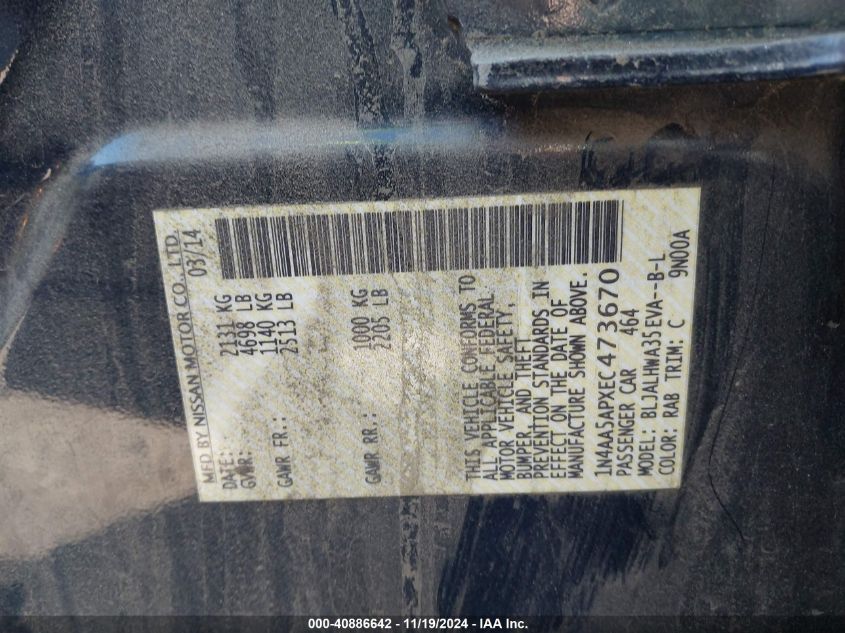 MFD BY NISSAN MOTOR CO., LTD.
DATE: 03/14
GVWR: 2131 KG
4698 LB
GAWR FR.: 1140 KG
2513 LB
GAWR RR.: 1000 KG
2205 LB
THIS VEHICLE CONFORMS TO
ALL APPLICABLE FEDERAL
MOTOR VEHICLE SAFETY,
BUMPER, AND THEFT
PREVENTION STANDARDS IN
EFFECT ON THE DATE OF
MANUFACTURE SHOWN ABOVE.
1N4AA5APXEC473670
PASSENGER CAR 464
MODEL: BLJALHWA35EVA--B-L
COLOR: RAB TRIM: C 9N00A
000-40886642 - 11/19/2024 - IAA Inc.